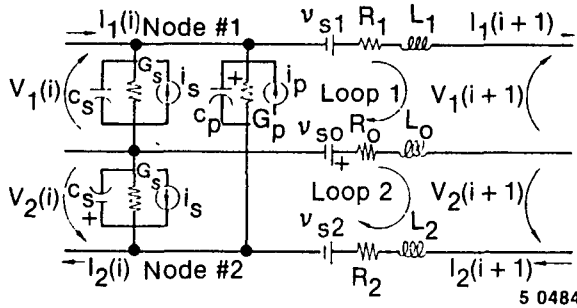 I₁(i) Node #1 νs1 R₁ L₁ I₁(i+1)
V₁(i) Cs Gs is + ip Cp Gp Loop 1 V₁(i+1)
νso Ro Lo
+
V₂(i) Cs Gs is + Loop 2 V₂(i+1)
νs2 L₂
I₂(i) Node #2 R₂ I₂(i+1)
5 0484